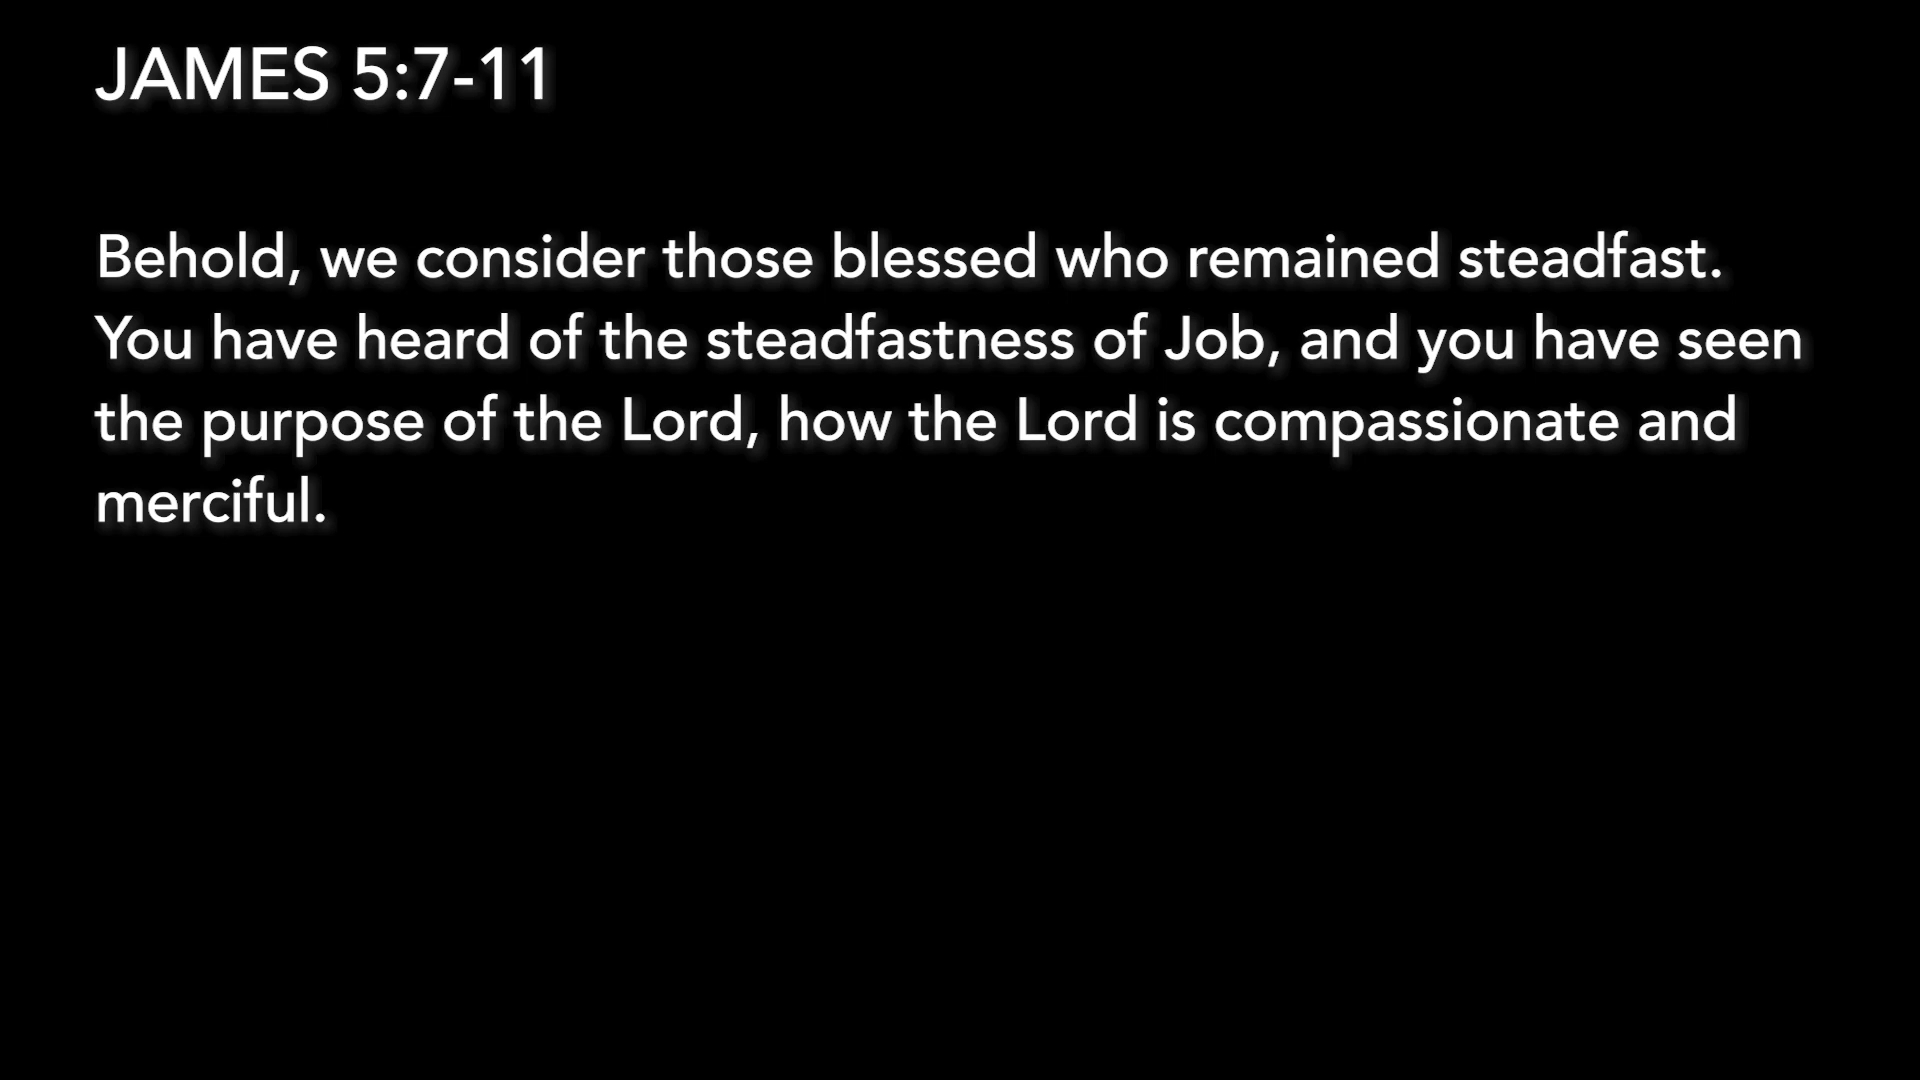 JAMES 5:7-11
Behold, we consider those blessed who remained steadfast.
You have heard of the steadfastness of Job, and you have seen
the purpose of the Lord, how the Lord is compassionate and
merciful.